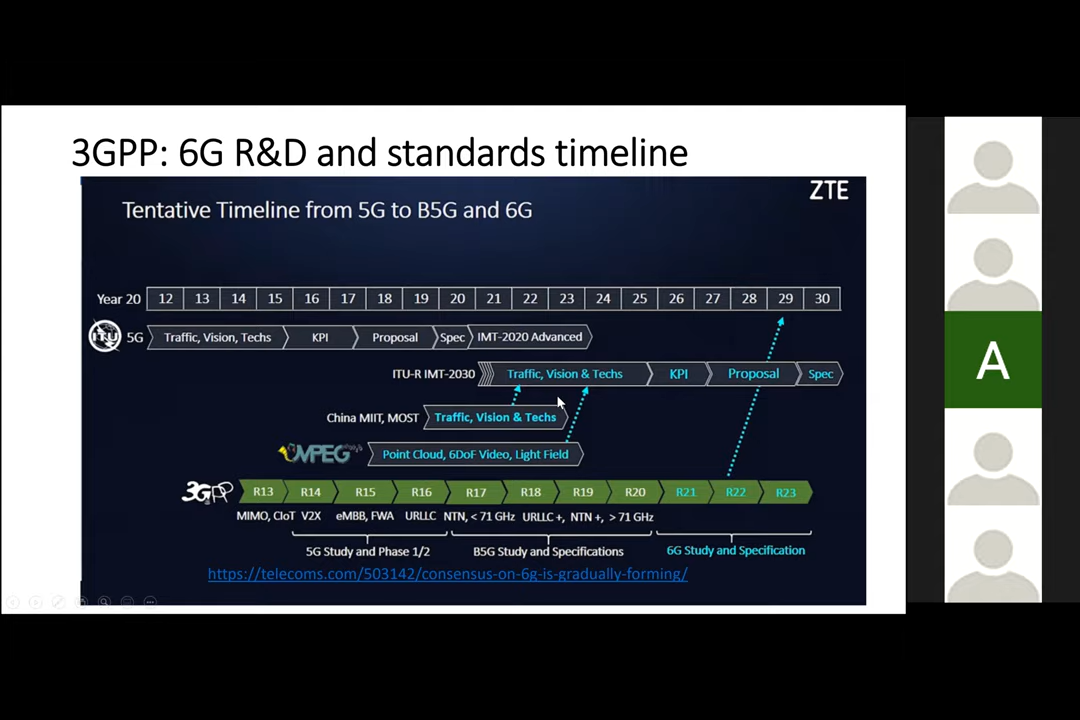 3GPP: 6G R&D and standards timeline
ZTE
Tentative Timeline from 5G to B5G and 6G
Year 20 12 13 14 15 16 17 18 19 20 21 22 23 24 25 26 27 28 29 30
ITU 5G Traffic, Vision, Techs KPI Proposal Spec IMT-2020 Advanced
ITU-R IMT-2030 Traffic, Vision & Techs KPI Proposal Spec
China MIIT, MOST Traffic, Vision & Techs
MPEG Point Cloud, 6DoF Video, Light Field
3GPP R13 R14 R15 R16 R17 R18 R19 R20 R21 R22 R23
MIMO, CIoT V2X eMBB, FWA URLLC NTN, < 71 GHz URLLC +, NTN +, > 71 GHz
5G Study and Phase 1/2 B5G Study and Specifications 6G Study and Specification
https://telecoms.com/503142/consensus-on-6g-is-gradually-forming/
A